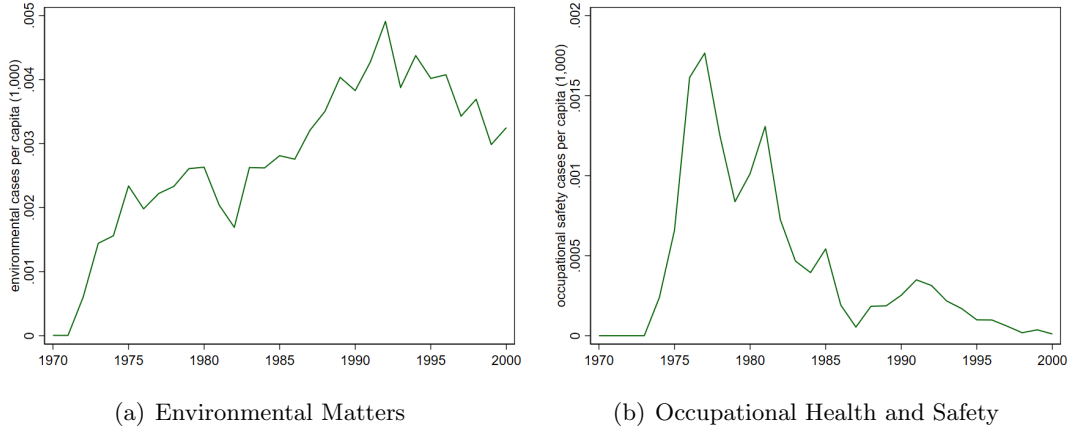 environmental cases per capita (1,000)
.005
.004
.003
.002
.001
0
1970 1975 1980 1985 1990 1995 2000
(a) Environmental Matters
occupational safety cases per capita (1,000)
.002
.0015
.001
.0005
0
1970 1975 1980 1985 1990 1995 2000
(b) Occupational Health and Safety